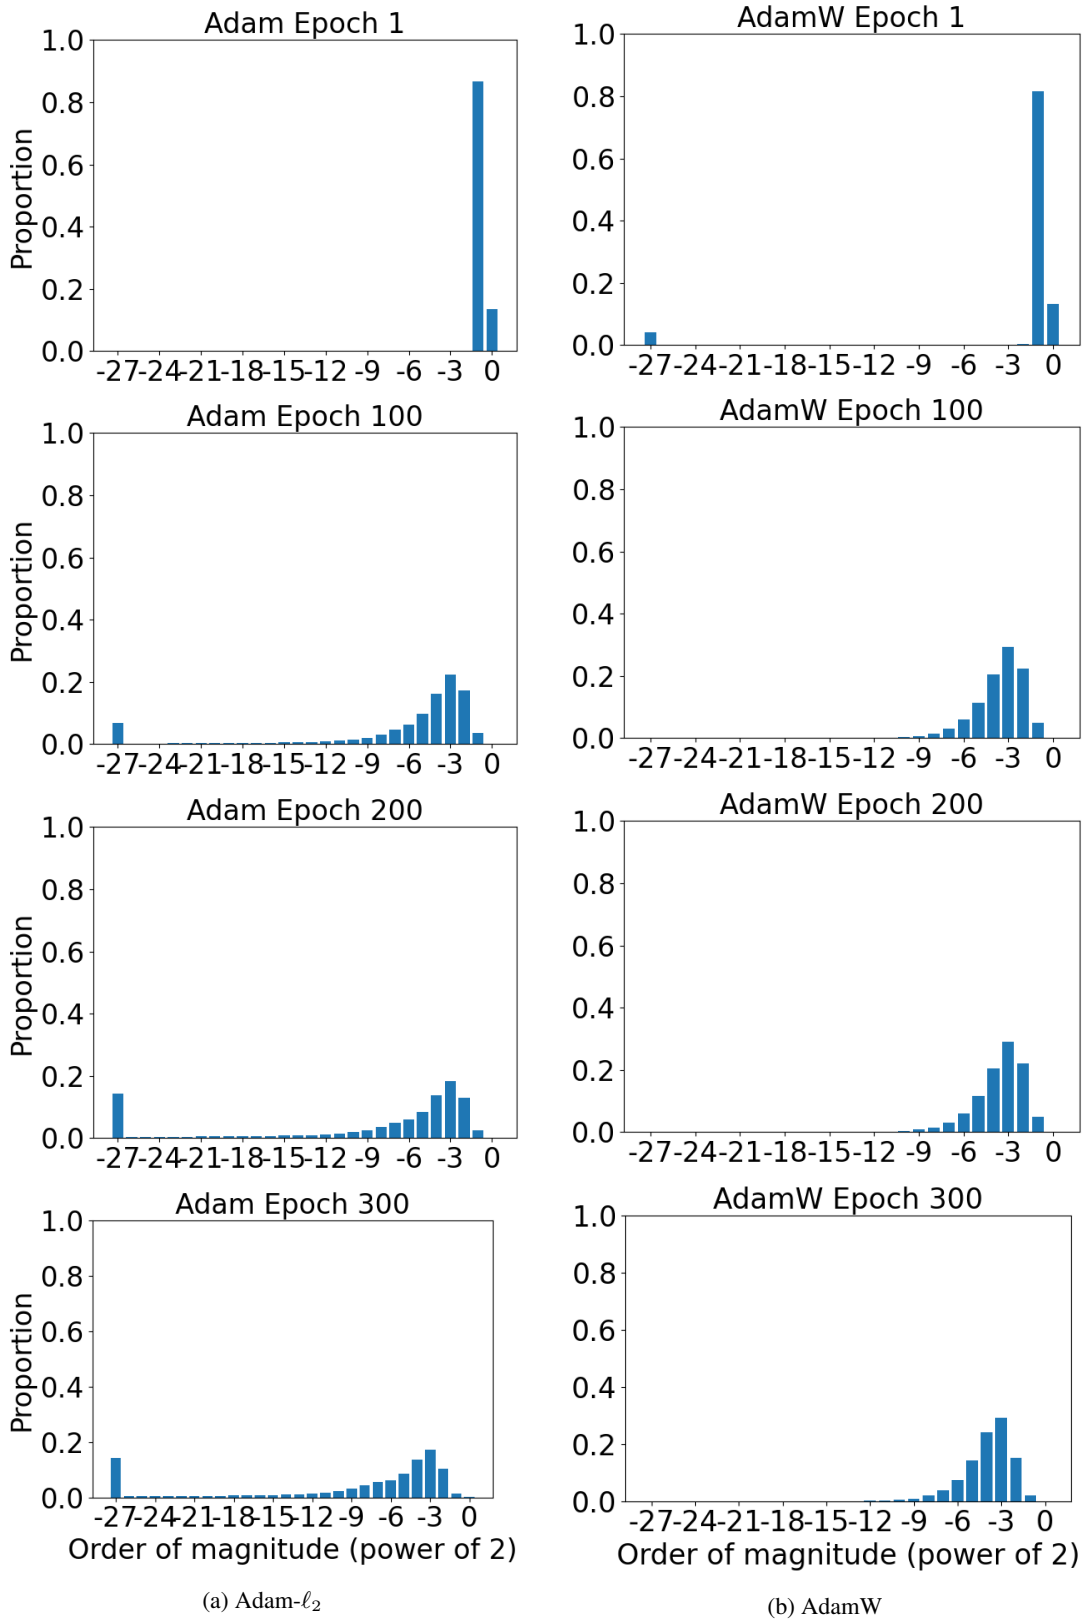 Adam Epoch 1
1.0
0.8
0.6
0.4
0.2
0.0
Proportion
-27 -24 -21 -18 -15 -12 -9 -6 -3 0
AdamW Epoch 1
1.0
0.8
0.6
0.4
0.2
0.0
-27 -24 -21 -18 -15 -12 -9 -6 -3 0
Adam Epoch 100
1.0
0.8
0.6
0.4
0.2
0.0
Proportion
-27 -24 -21 -18 -15 -12 -9 -6 -3 0
AdamW Epoch 100
1.0
0.8
0.6
0.4
0.2
0.0
-27 -24 -21 -18 -15 -12 -9 -6 -3 0
Adam Epoch 200
1.0
0.8
0.6
0.4
0.2
0.0
Proportion
-27 -24 -21 -18 -15 -12 -9 -6 -3 0
AdamW Epoch 200
1.0
0.8
0.6
0.4
0.2
0.0
-27 -24 -21 -18 -15 -12 -9 -6 -3 0
Adam Epoch 300
1.0
0.8
0.6
0.4
0.2
0.0
Proportion
-27 -24 -21 -18 -15 -12 -9 -6 -3 0
Order of magnitude (power of 2)
AdamW Epoch 300
1.0
0.8
0.6
0.4
0.2
0.0
-27 -24 -21 -18 -15 -12 -9 -6 -3 0
Order of magnitude (power of 2)
(a) Adam-ℓ₂
(b) AdamW